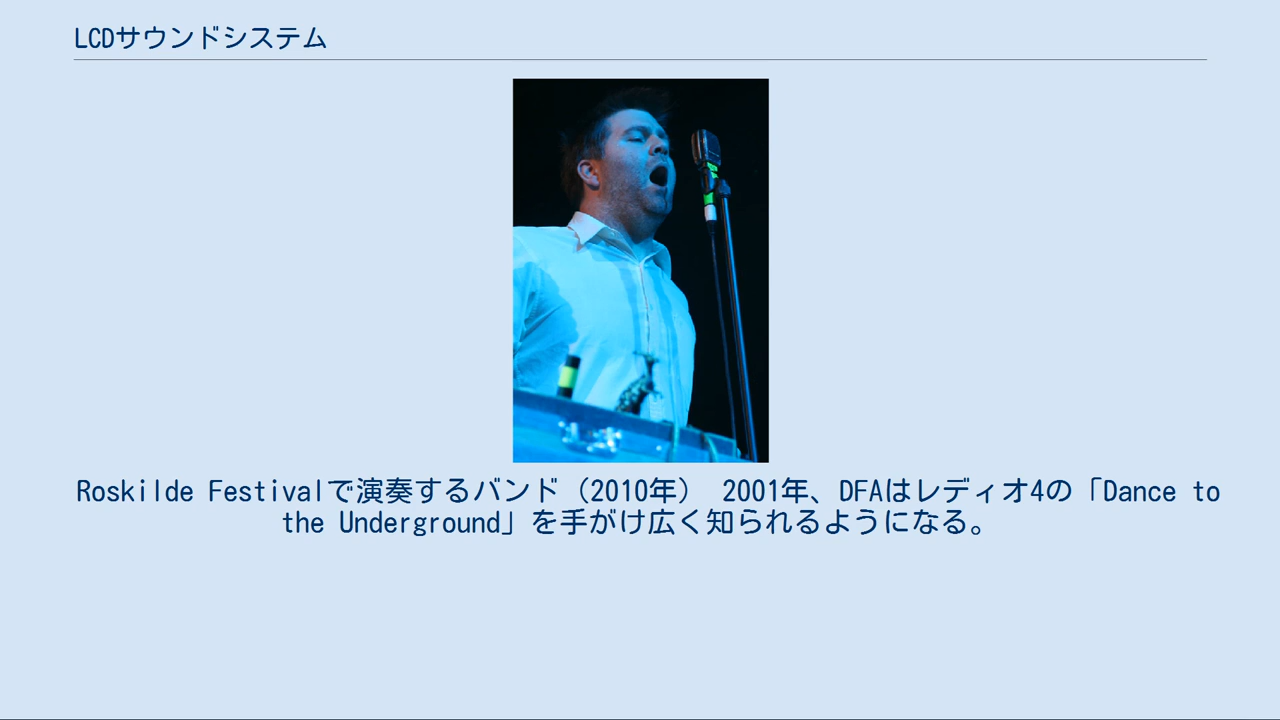 LCDサウンドシステム
Roskilde Festivalで演奏するバンド（2010年） 2001年、DFAはレディオ4の「Dance to
the Underground」を手がけ広く知られるようになる。